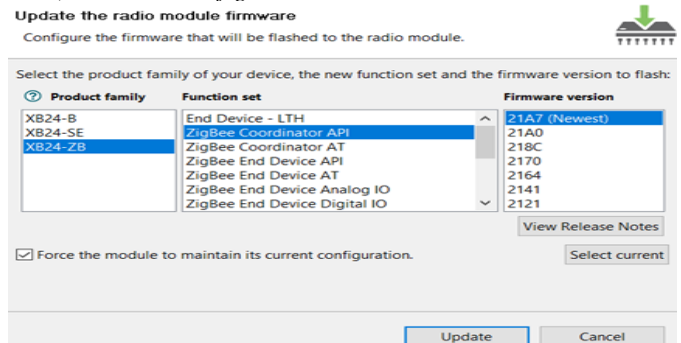 Update the radio module firmware
Configure the firmware that will be flashed to the radio module.
Select the product family of your device, the new function set and the firmware version to flash:
? Product family Function set Firmware version
XB24-B End Device - LTH 21A7 (Newest)
XB24-SE ZigBee Coordinator API 21A0
XB24-ZB ZigBee Coordinator AT 218C
ZigBee End Device API 2170
ZigBee End Device AT 2164
ZigBee End Device Analog IO 2141
ZigBee End Device Digital IO 2121
View Release Notes
Force the module to maintain its current configuration. Select current
Update Cancel